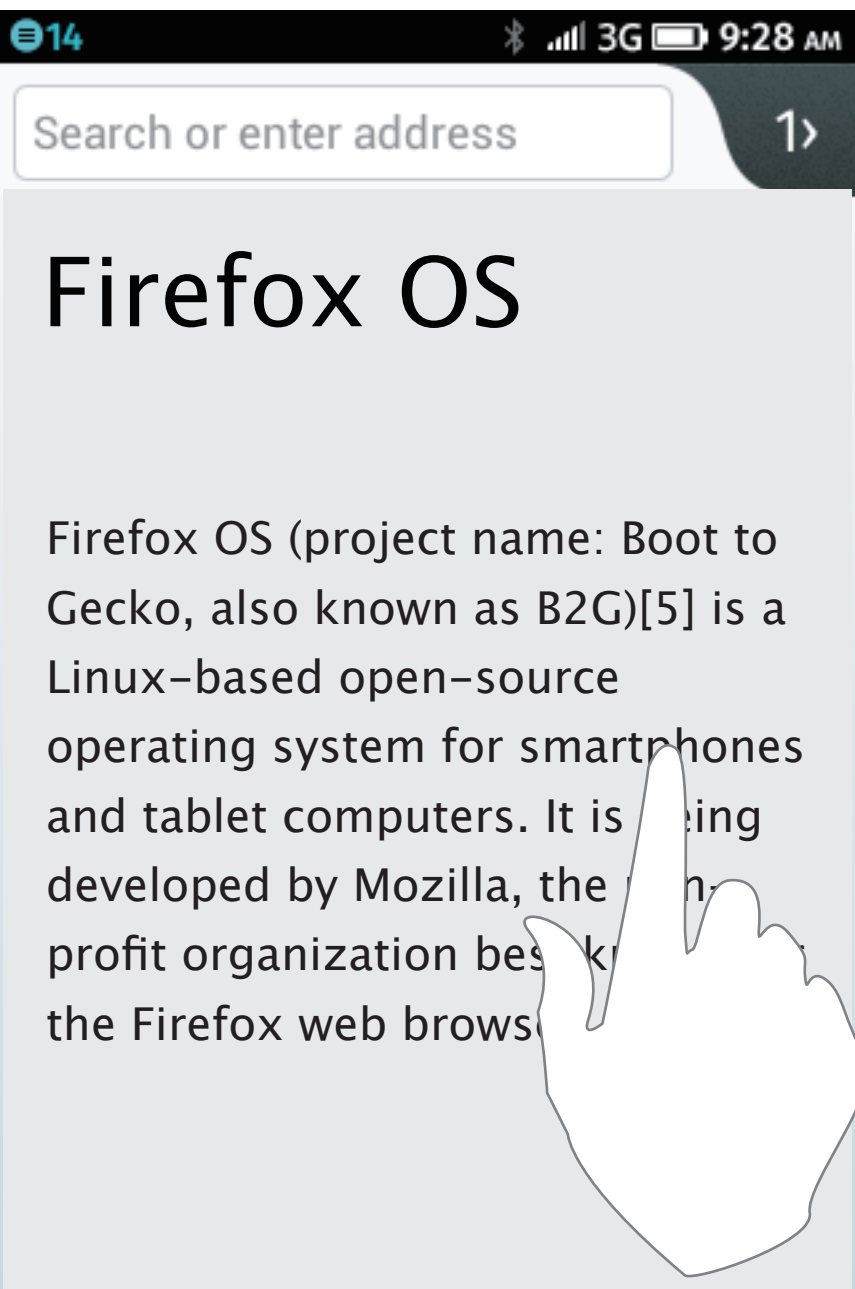 14 3G 9:28 AM
Search or enter address 1›
Firefox OS
Firefox OS (project name: Boot to
Gecko, also known as B2G)[5] is a
Linux–based open–source
operating system for smartphones
and tablet computers. It is
developed by Mozilla, the
profit organization
the Firefox web